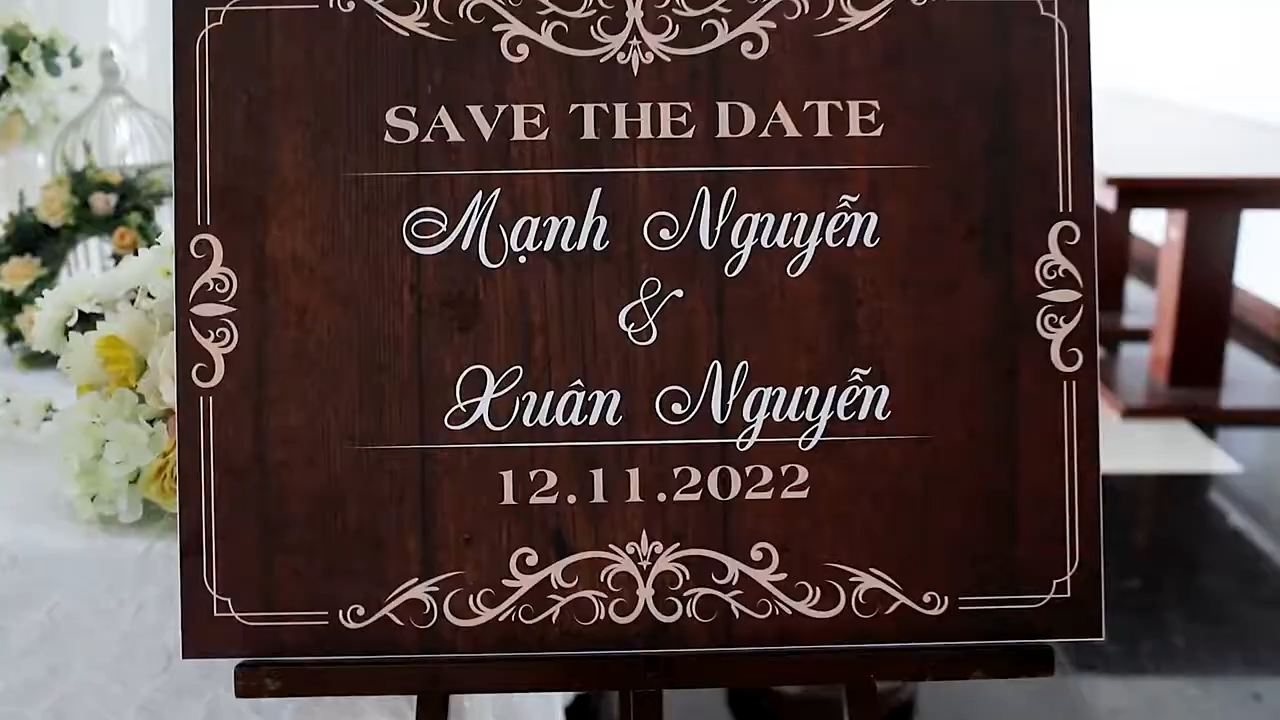 SAVE THE DATE
Mạnh Nguyễn
&
Xuân Nguyễn
12.11.2022